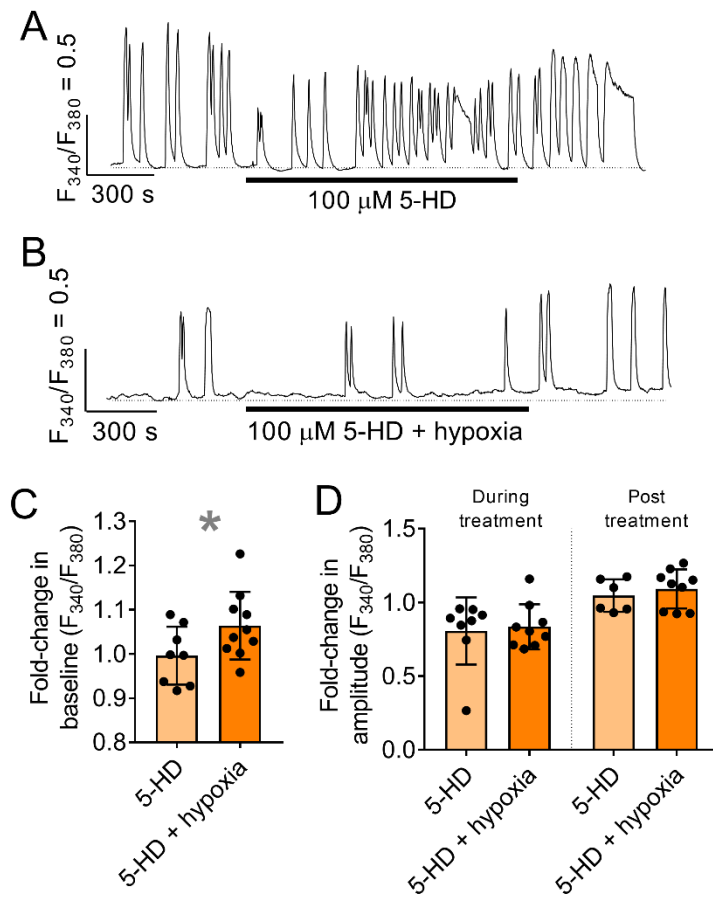 A
F340/F380 = 0.5
300 s
100 μM 5-HD
B
F340/F380 = 0.5
300 s
100 μM 5-HD + hypoxia
C
Fold-change in
baseline (F340/F380)
1.3
1.2
1.1
1.0
0.9
0.8
*
5-HD
5-HD + hypoxia
D
During
treatment
Post
treatment
Fold-change in
amplitude (F340/F380)
1.5
1.0
0.5
0.0
5-HD
5-HD + hypoxia
5-HD
5-HD + hypoxia